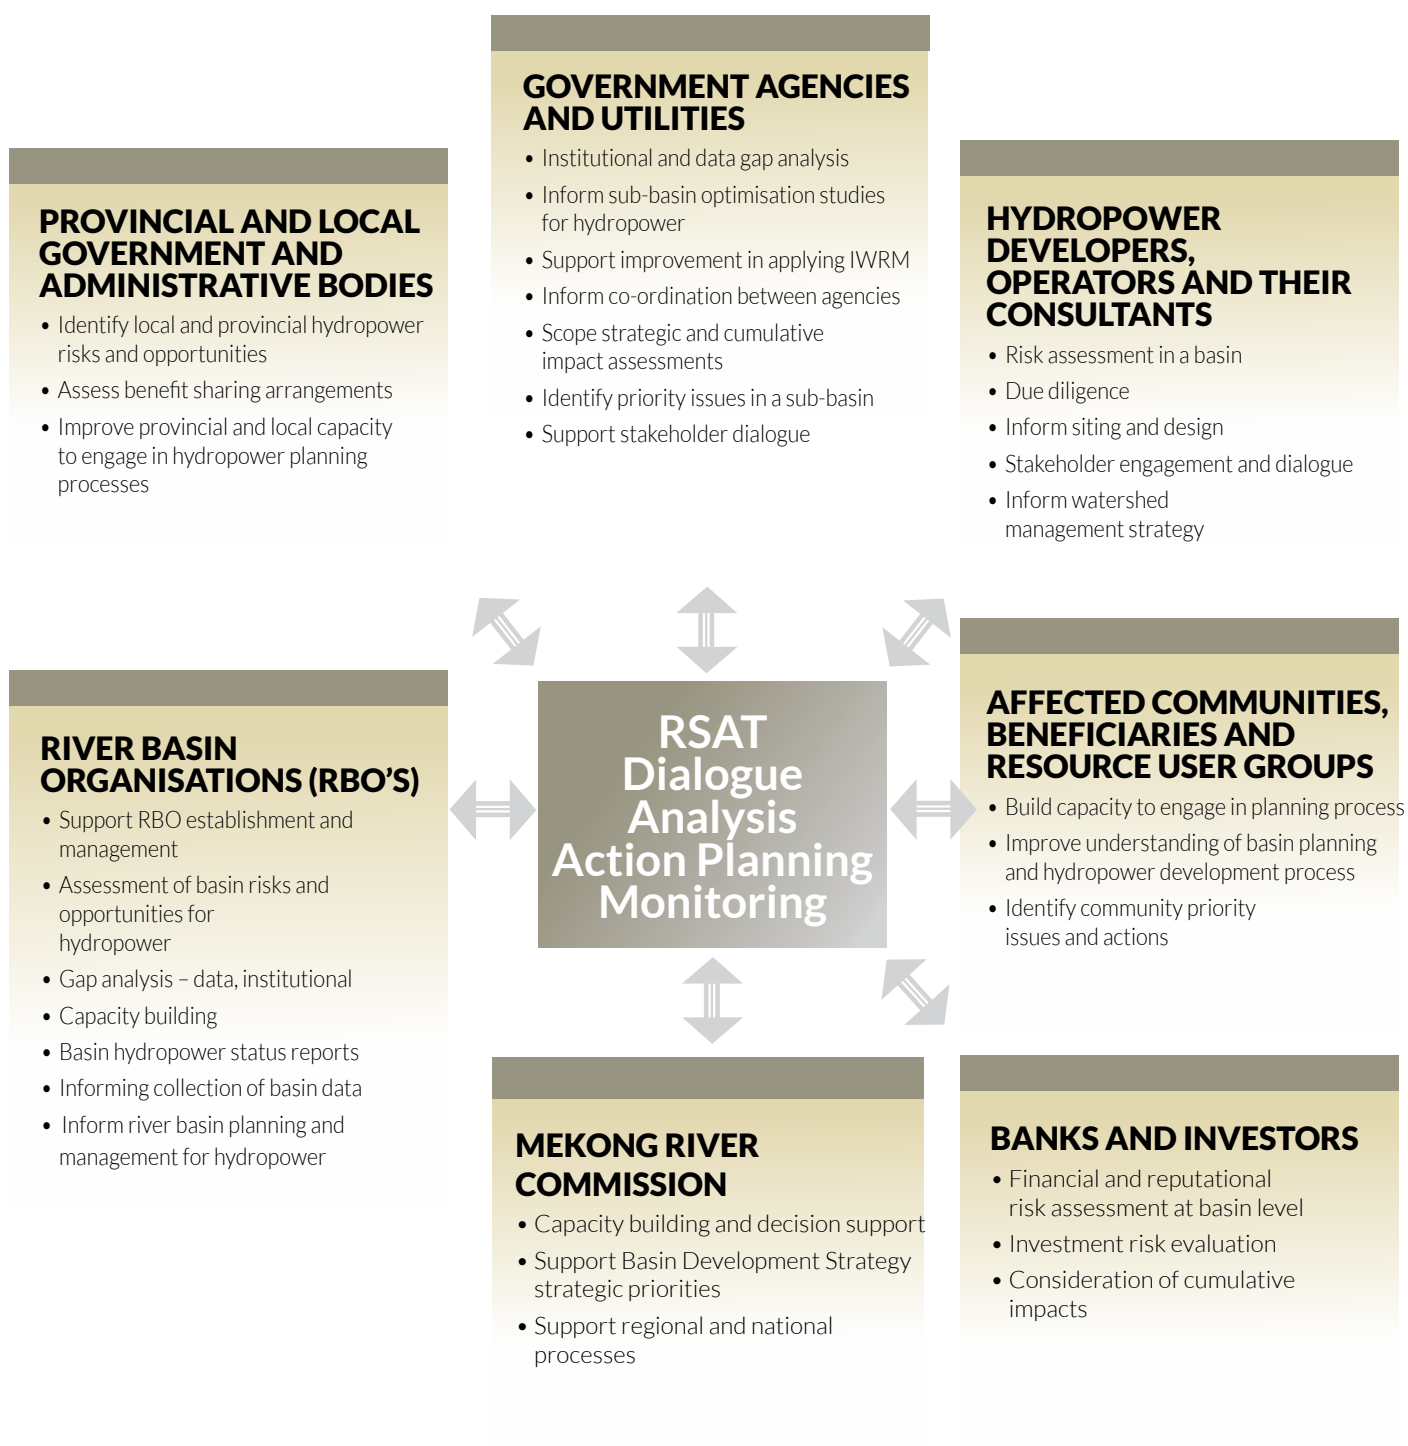 GOVERNMENT AGENCIES
AND UTILITIES
• Institutional and data gap analysis
• Inform sub-basin optimisation studies
for hydropower
• Support improvement in applying IWRM
• Inform co-ordination between agencies
• Scope strategic and cumulative
impact assessments
• Identify priority issues in a sub-basin
• Support stakeholder dialogue
PROVINCIAL AND LOCAL
GOVERNMENT AND
ADMINISTRATIVE BODIES
• Identify local and provincial hydropower
risks and opportunities
• Assess benefit sharing arrangements
• Improve provincial and local capacity
to engage in hydropower planning
processes
HYDROPOWER
DEVELOPERS,
OPERATORS AND THEIR
CONSULTANTS
• Risk assessment in a basin
• Due diligence
• Inform siting and design
• Stakeholder engagement and dialogue
• Inform watershed
management strategy
RIVER BASIN
ORGANISATIONS (RBO’S)
• Support RBO establishment and
management
• Assessment of basin risks and
opportunities for
hydropower
• Gap analysis – data, institutional
• Capacity building
• Basin hydropower status reports
• Informing collection of basin data
• Inform river basin planning and
management for hydropower
RSAT
Dialogue
Analysis
Action Planning
Monitoring
AFFECTED COMMUNITIES,
BENEFICIARIES AND
RESOURCE USER GROUPS
• Build capacity to engage in planning process
• Improve understanding of basin planning
and hydropower development process
• Identify community priority
issues and actions
MEKONG RIVER
COMMISSION
• Capacity building and decision support
• Support Basin Development Strategy
strategic priorities
• Support regional and national
processes
BANKS AND INVESTORS
• Financial and reputational
risk assessment at basin level
• Investment risk evaluation
• Consideration of cumulative
impacts